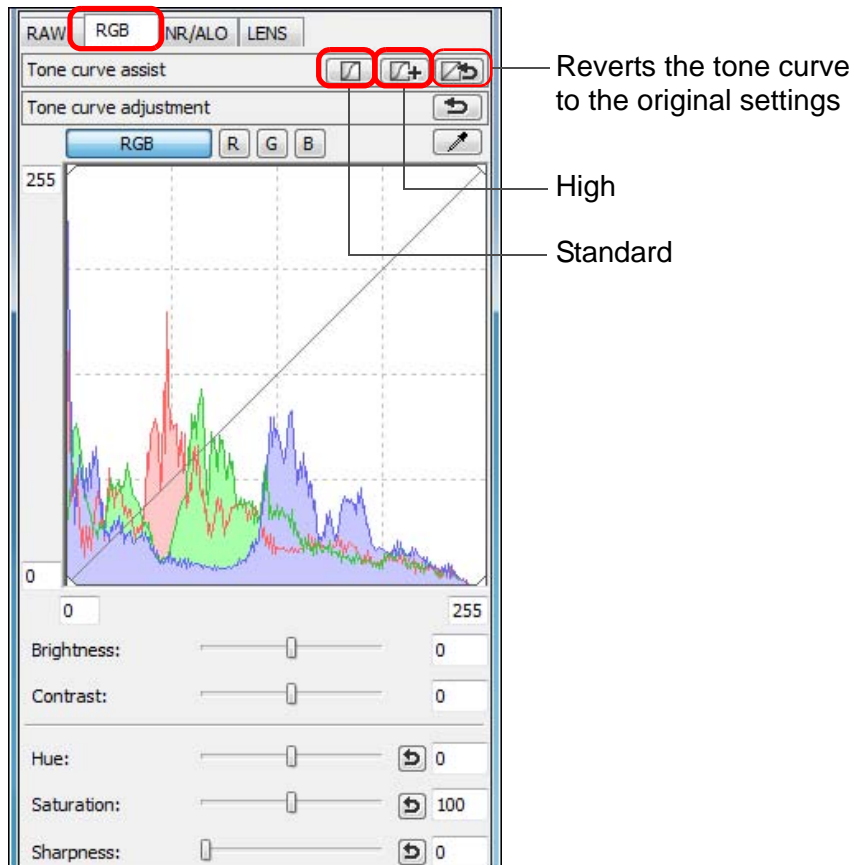 RAW RGB NR/ALO LENS
Tone curve assist
Reverts the tone curve
to the original settings
Tone curve adjustment
RGB R G B
255
High
Standard
0
0 255
Brightness: 0
Contrast: 0
Hue: 0
Saturation: 100
Sharpness: 0